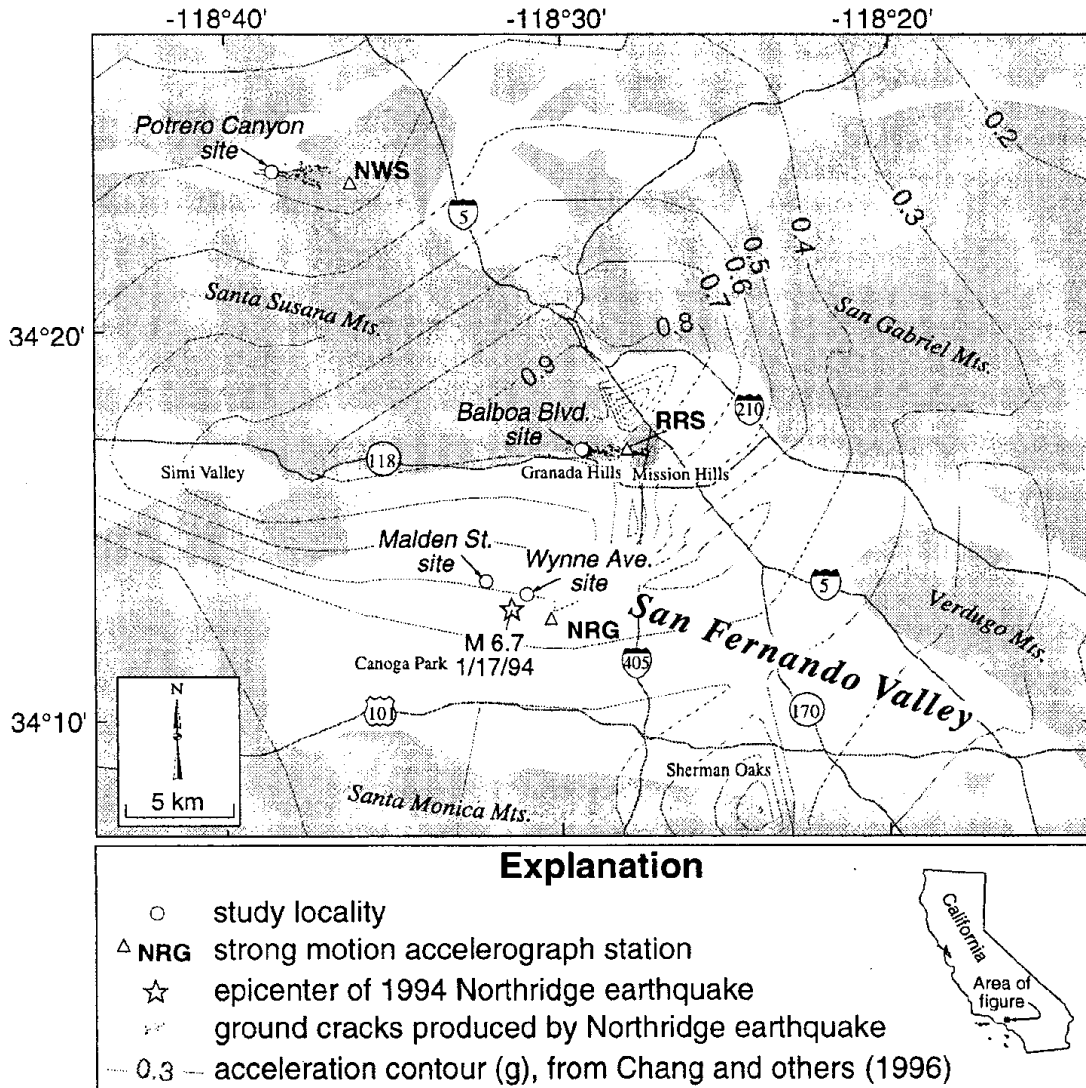 -118°40'
-118°30'
-118°20'
Potrero Canyon
site
NWS
5
0.2
0.3
0.4
0.5
0.6
0.7
0.8
0.9
Santa Susana Mts.
San Gabriel Mts.
34°20'
Balboa Blvd.
site
RRS
210
118
Simi Valley
Granada Hills
Mission Hills
Malden St.
site
Wynne Ave.
site
5
NRG
M 6.7
1/17/94
Canoga Park
San Fernando Valley
Verdugo Mts.
405
34°10'
101
170
N
5 km
Sherman Oaks
Santa Monica Mts.
Explanation
study locality
NRG strong motion accelerograph station
epicenter of 1994 Northridge earthquake
ground cracks produced by Northridge earthquake
0.3 acceleration contour (g), from Chang and others (1996)
California
Area of
figure